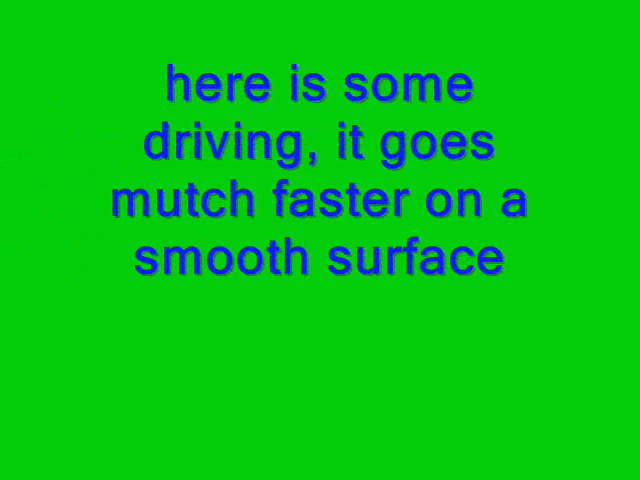 here is some
driving, it goes
mutch faster on a
smooth surface